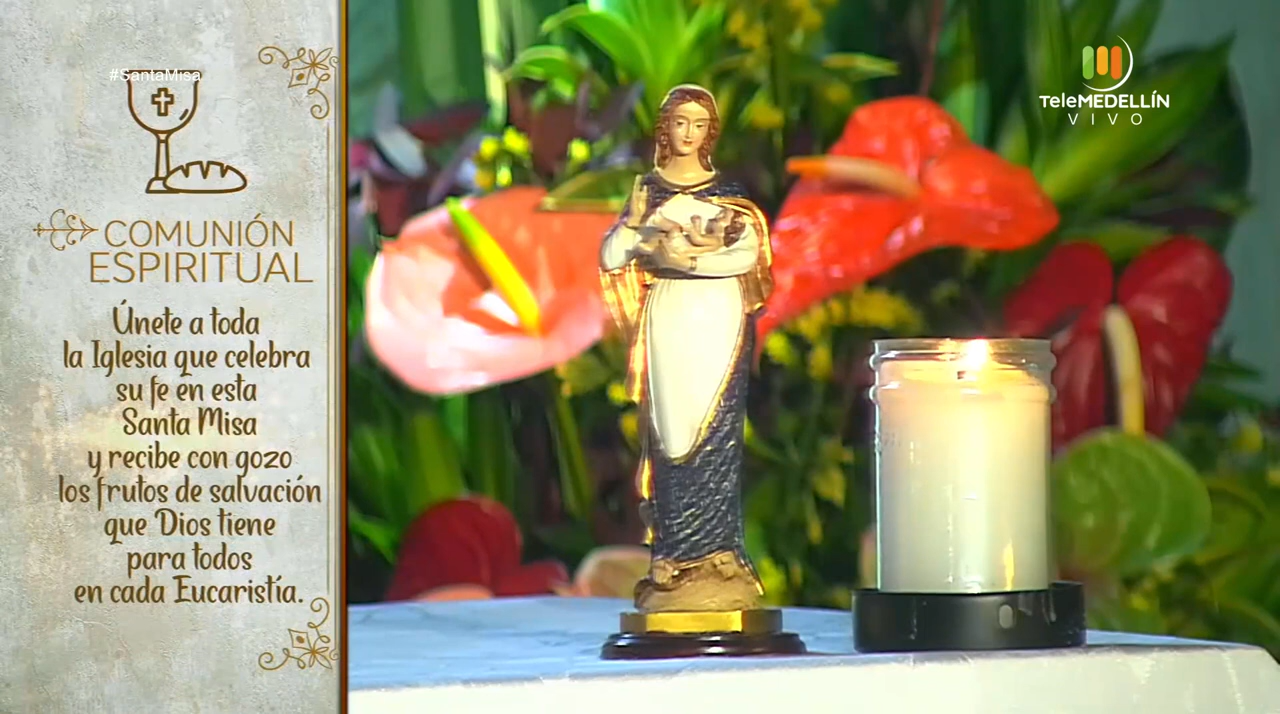 #SantaMisa
COMUNIÓN
ESPIRITUAL
Únete a toda
la Iglesia que celebra
su fe en esta
Santa Misa
y recibe con gozo
los frutos de salvación
que Dios tiene
para todos
en cada Eucaristía.
TeleMEDELLÍN
VIVO